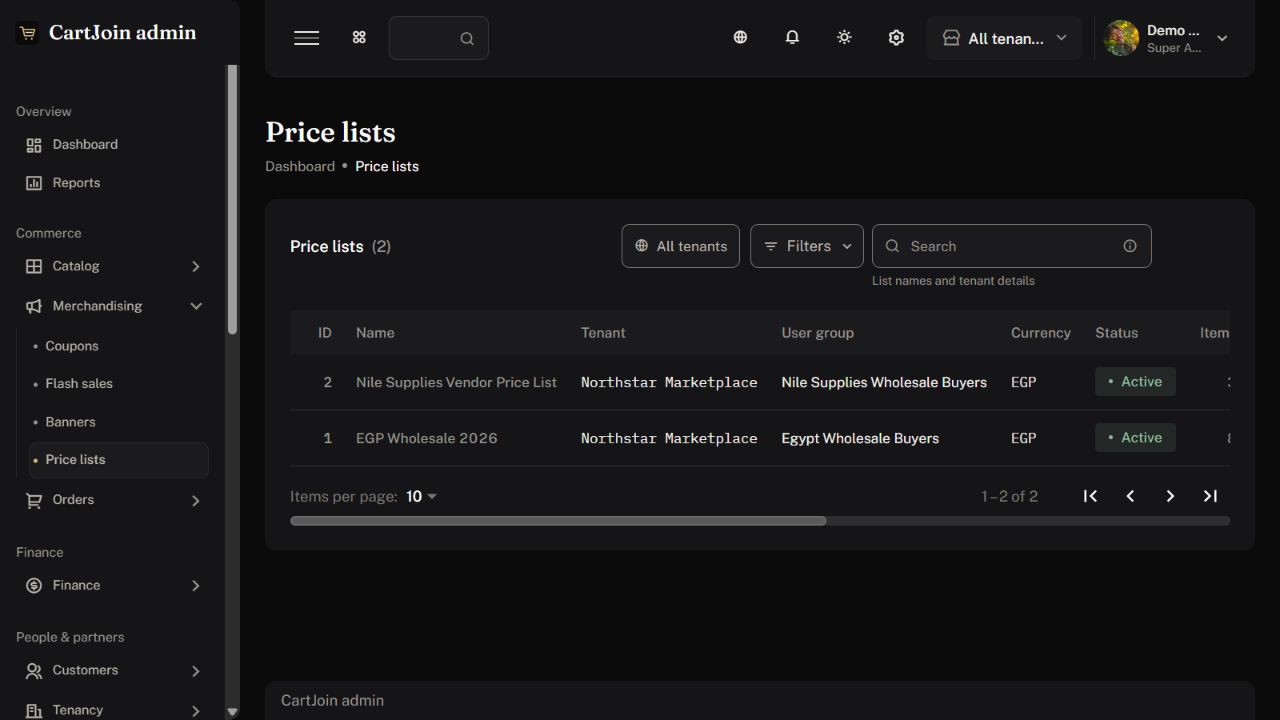 CartJoin admin
All tenan...
Demo ...
Super A...
Overview
Dashboard
Reports
Commerce
Catalog
Merchandising
Coupons
Flash sales
Banners
Price lists
Orders
Finance
Finance
People & partners
Customers
Tenancy
Price lists
Dashboard • Price lists
Price lists (2)
All tenants
Filters
Search
List names and tenant details
ID Name Tenant User group Currency Status Item
2 Nile Supplies Vendor Price List Northstar Marketplace Nile Supplies Wholesale Buyers EGP • Active
1 EGP Wholesale 2026 Northstar Marketplace Egypt Wholesale Buyers EGP • Active
Items per page: 10
1–2 of 2
CartJoin admin